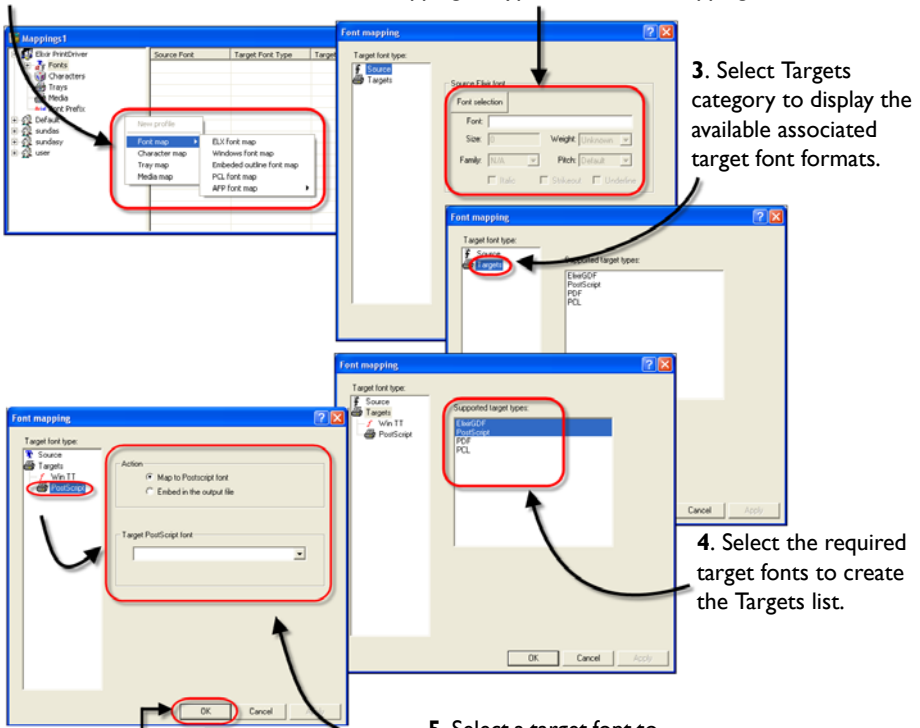 Mappings1
Elixir PrintDriver
Fonts
Characters
Trays
Media
Font Prefix
Default
sundas
sundasy
user
Source Font
Target Font Type
Target
New profile
Font map
Character map
Tray map
Media map
ELX font map
Windows font map
Embeded outline font map
PCL font map
AFP font map
Font mapping
Target font type:
Source
Targets
Source Elixir font
Font selection
Font:
Size: 0
Weight: Unknown
Family: N/A
Pitch: Default
Italic
Strikeout
Underline
3. Select Targets
category to display the
available associated
target font formats.
Font mapping
Target font type:
Source
Targets
Supported target types:
ElixirGDF
PostScript
PDF
PCL
Cancel
Apply
Font mapping
Target font type:
Source
Targets
Win TT
PostScript
Supported target types:
ElixirGDF
PostScript
PDF
PCL
OK
Cancel
Apply
4. Select the required
target fonts to create
the Targets list.
Font mapping
Target font type:
Source
Targets
Win TT
PostScript
Action
Map to Postscript font
Embed in the output file
Target PostScript font
OK
Cancel
5. Select a target font to